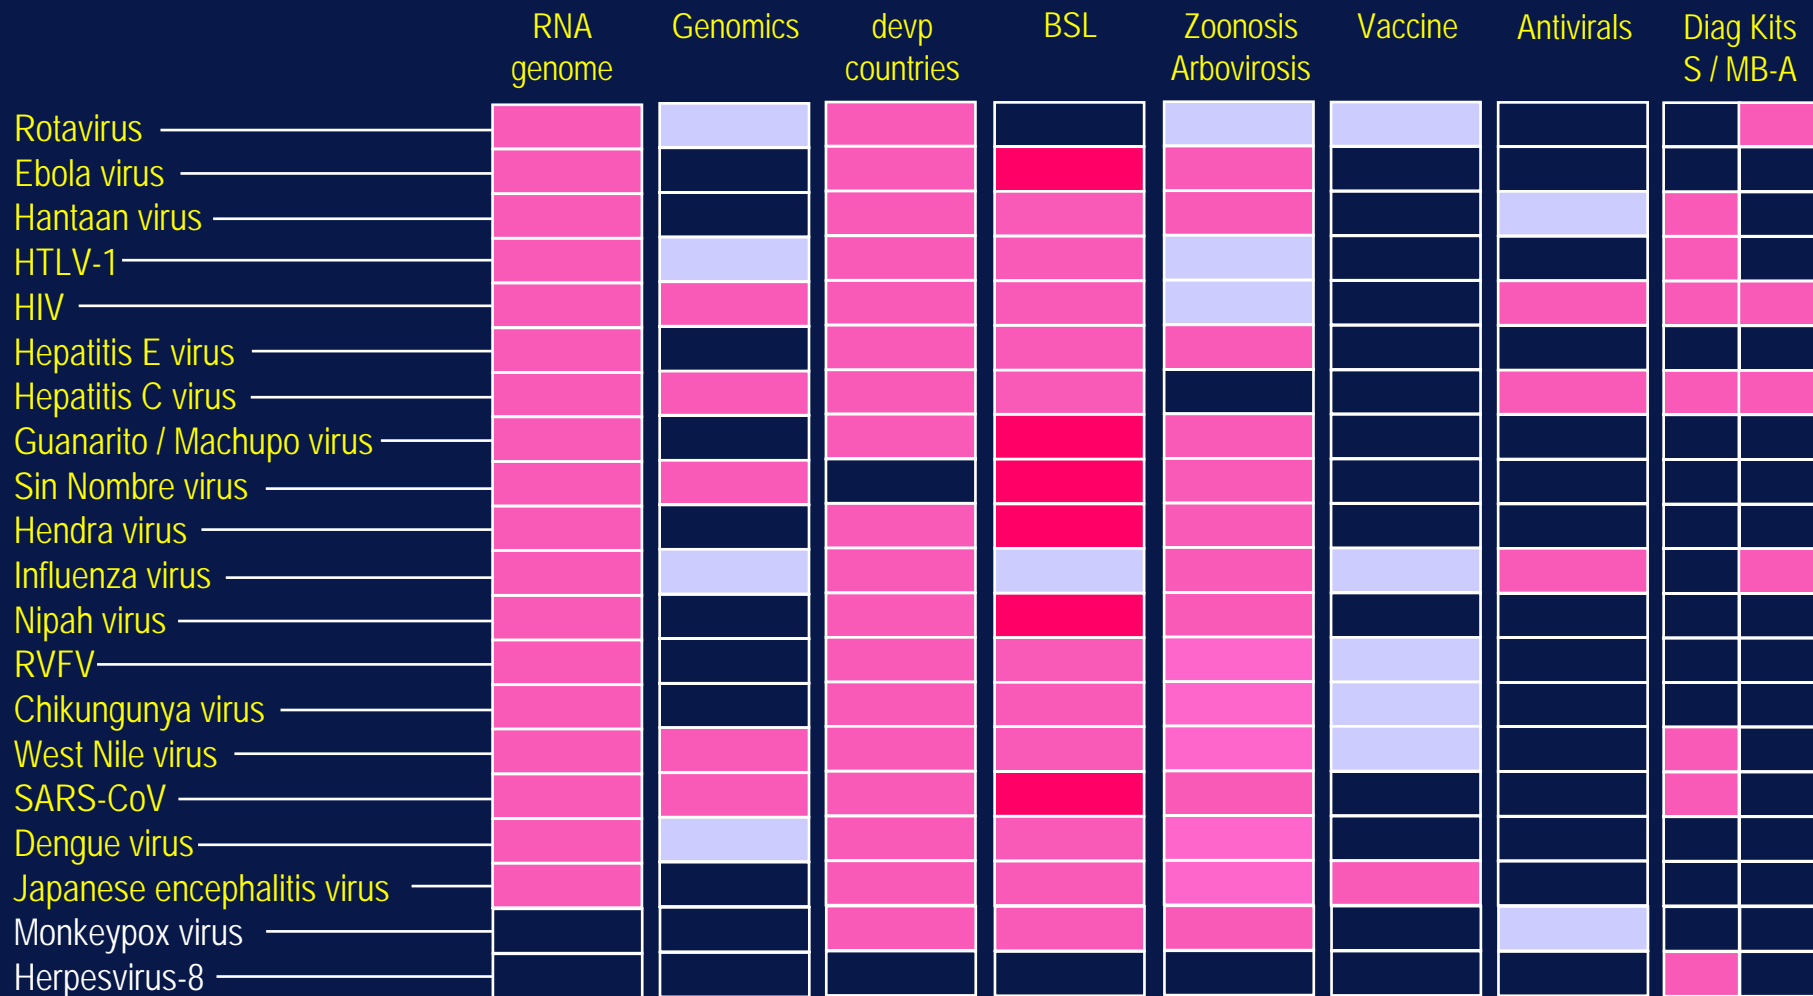 RNA genome
Genomics
devp countries
BSL
Zoonosis Arbovirosis
Vaccine
Antivirals
Diag Kits S / MB-A
Rotavirus
Ebola virus
Hantaan virus
HTLV-1
HIV
Hepatitis E virus
Hepatitis C virus
Guanarito / Machupo virus
Sin Nombre virus
Hendra virus
Influenza virus
Nipah virus
RVFV
Chikungunya virus
West Nile virus
SARS-CoV
Dengue virus
Japanese encephalitis virus
Monkeypox virus
Herpesvirus-8